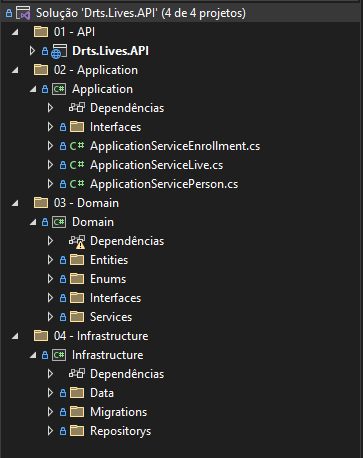 Solução 'Drts.Lives.API' (4 de 4 projetos)
01 - API
Drts.Lives.API
02 - Application
C# Application
Dependências
Interfaces
C# ApplicationServiceEnrollment.cs
C# ApplicationServiceLive.cs
C# ApplicationServicePerson.cs
03 - Domain
C# Domain
Dependências
Entities
Enums
Interfaces
Services
04 - Infrastructure
C# Infrastructure
Dependências
Data
Migrations
Repositorys